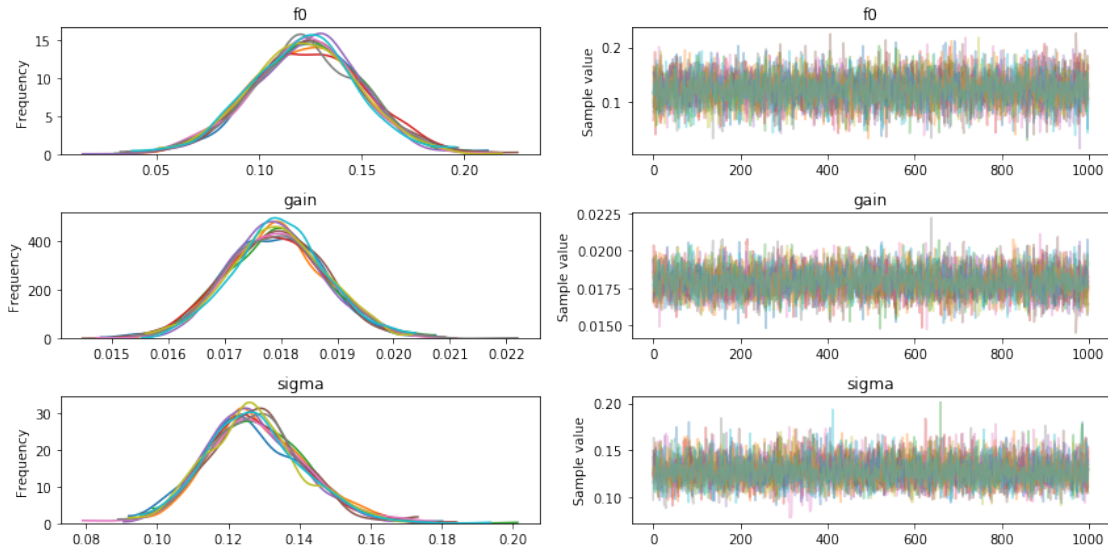 f0
Frequency
15
10
5
0
0.05 0.10 0.15 0.20
f0
Sample value
0.2
0.1
0 200 400 600 800 1000
gain
Frequency
400
200
0
0.015 0.016 0.017 0.018 0.019 0.020 0.021 0.022
gain
Sample value
0.0225
0.0200
0.0175
0.0150
0 200 400 600 800 1000
sigma
Frequency
30
20
10
0
0.08 0.10 0.12 0.14 0.16 0.18 0.20
sigma
Sample value
0.20
0.15
0.10
0 200 400 600 800 1000